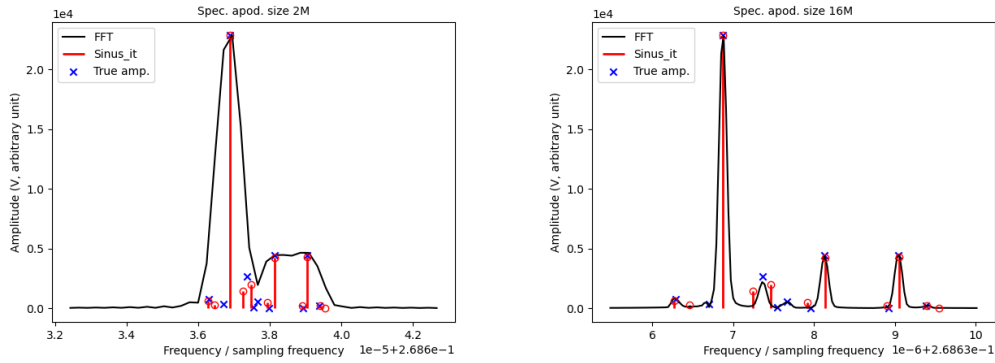 Spec. apod. size 2M
1e4
FFT
Sinus_it
True amp.
Amplitude (V, arbitrary unit)
2.0
1.5
1.0
0.5
0.0
3.2
3.4
3.6
3.8
4.0
4.2
Frequency / sampling frequency
1e-5+2.686e-1
Spec. apod. size 16M
1e4
FFT
Sinus_it
True amp.
Amplitude (V, arbitrary unit)
2.0
1.5
1.0
0.5
0.0
6
7
8
9
10
Frequency / sampling frequency
1e-6+2.6863e-1